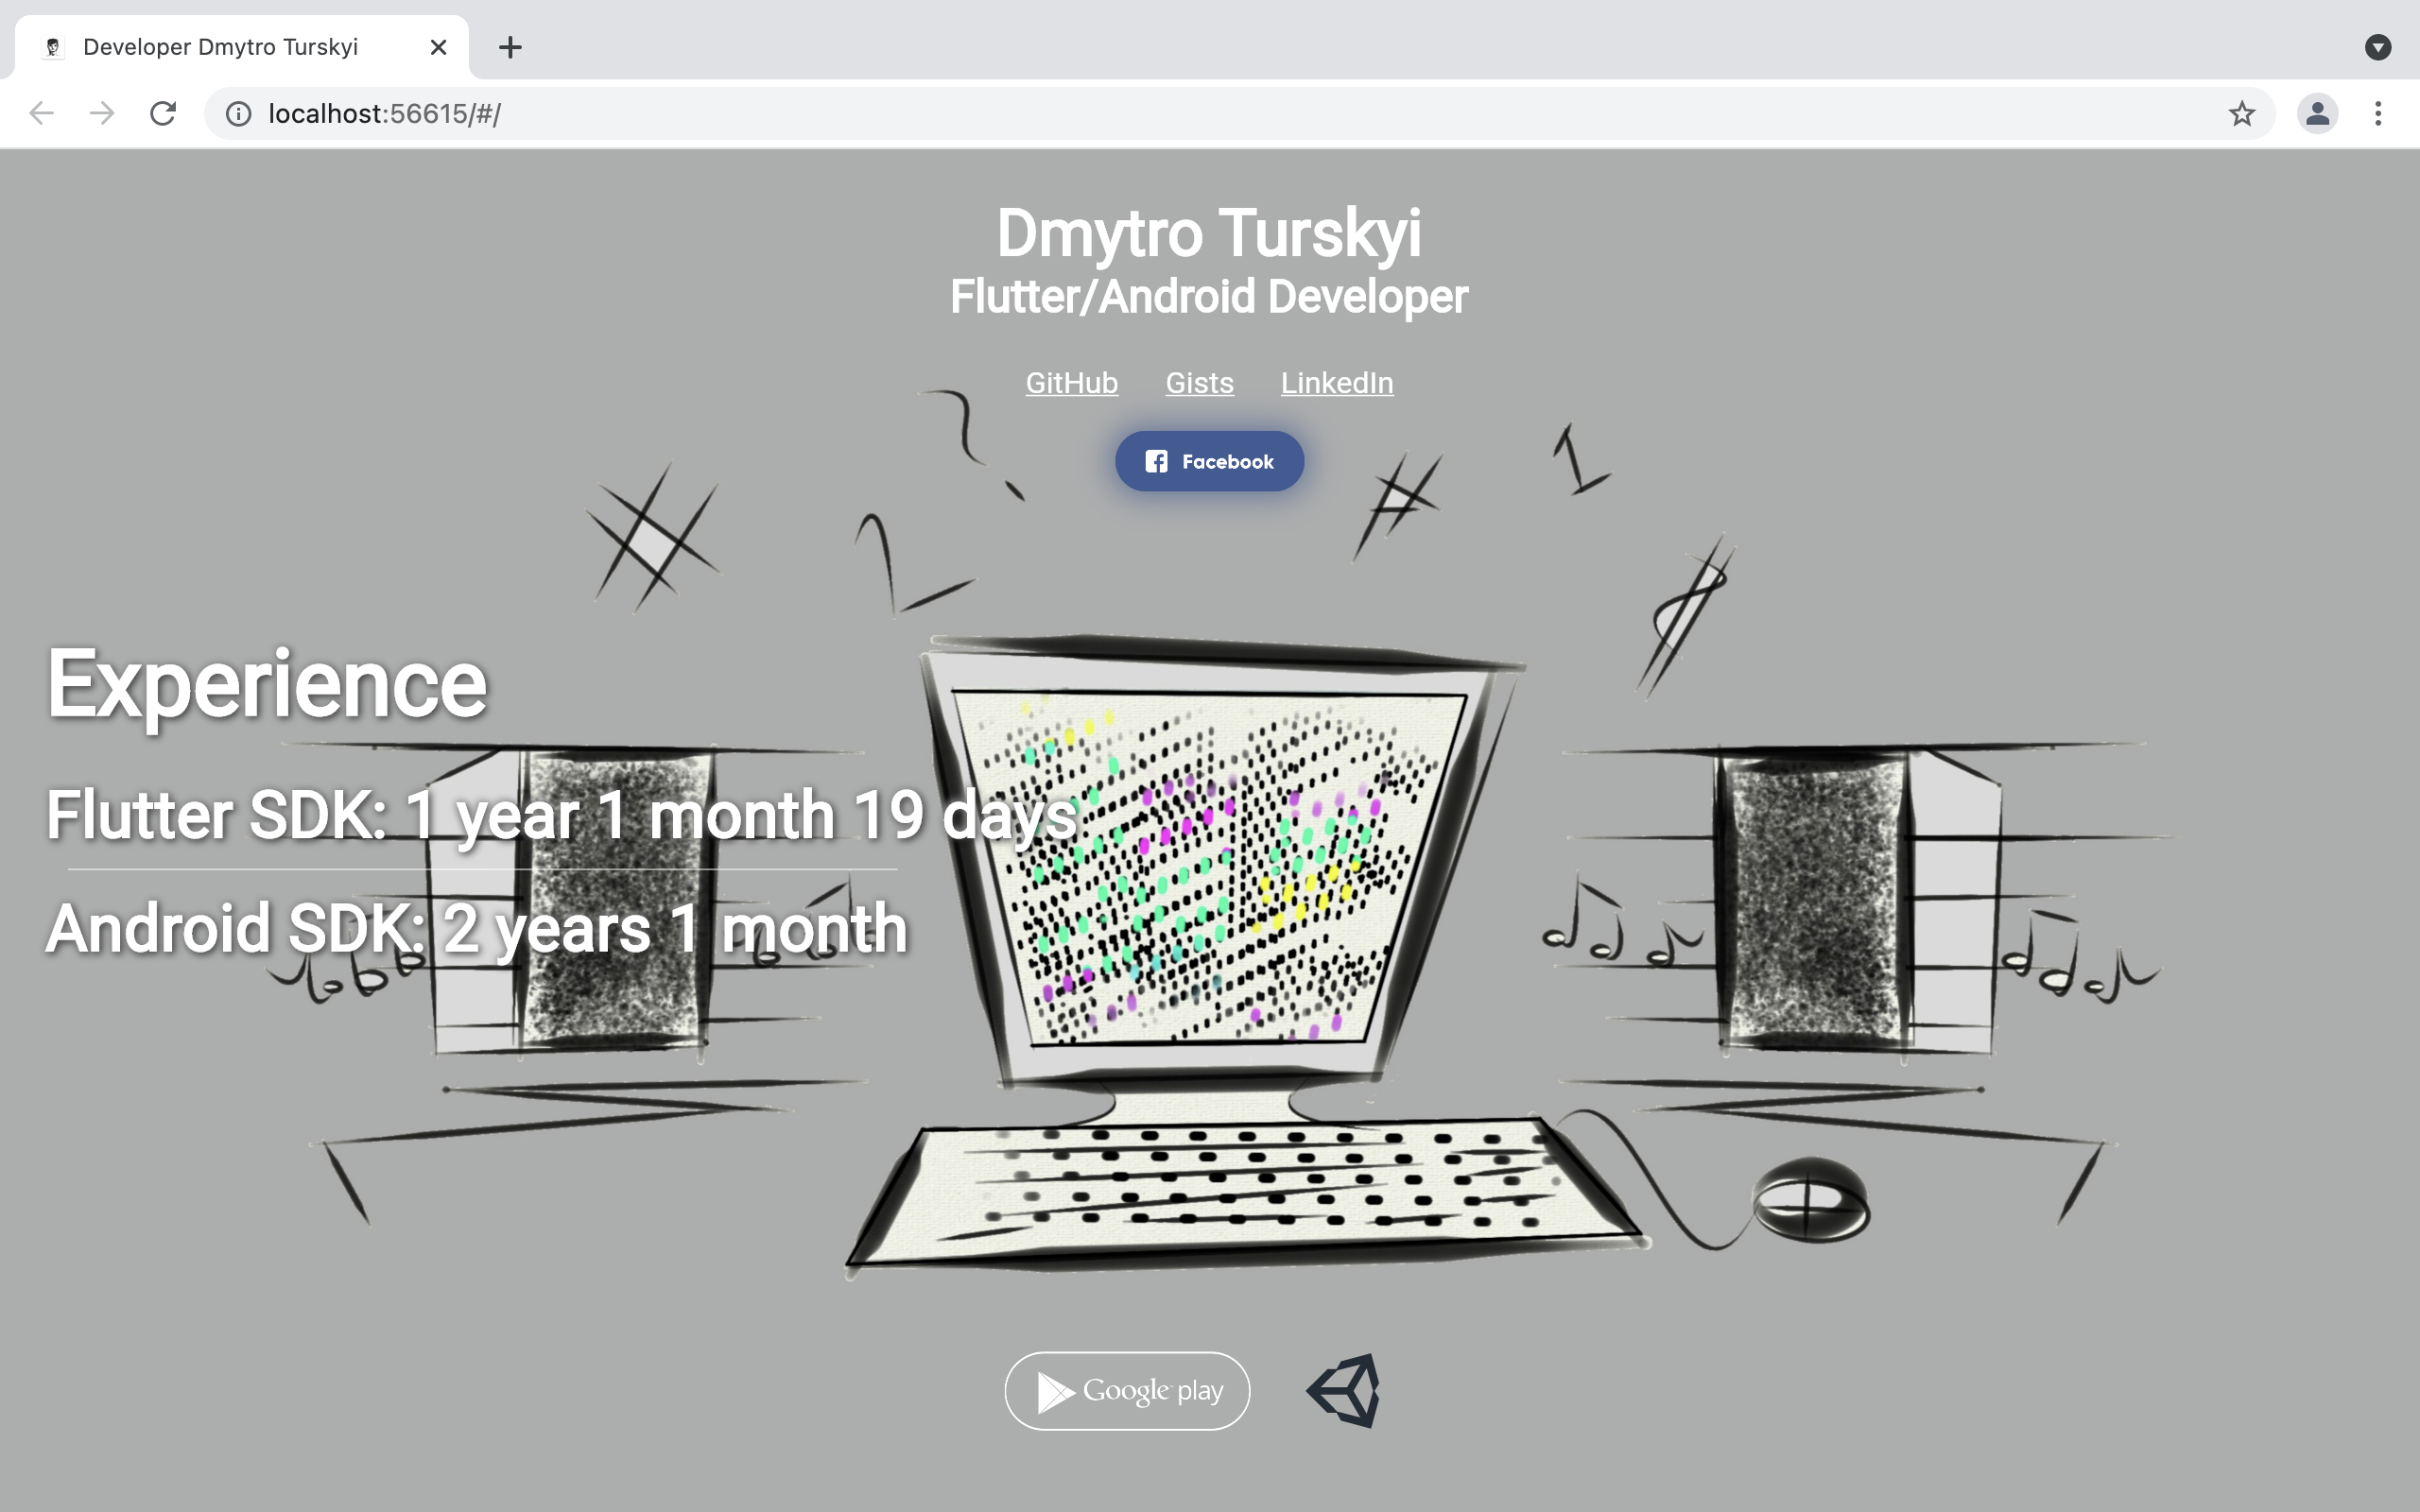 Developer Dmytro Turskyi
localhost:56615/#/
Dmytro Turskyi
Flutter/Android Developer
GitHub Gists LinkedIn
Facebook
Experience
Flutter SDK: 1 year 1 month 19 days
Android SDK: 2 years 1 month
Google play